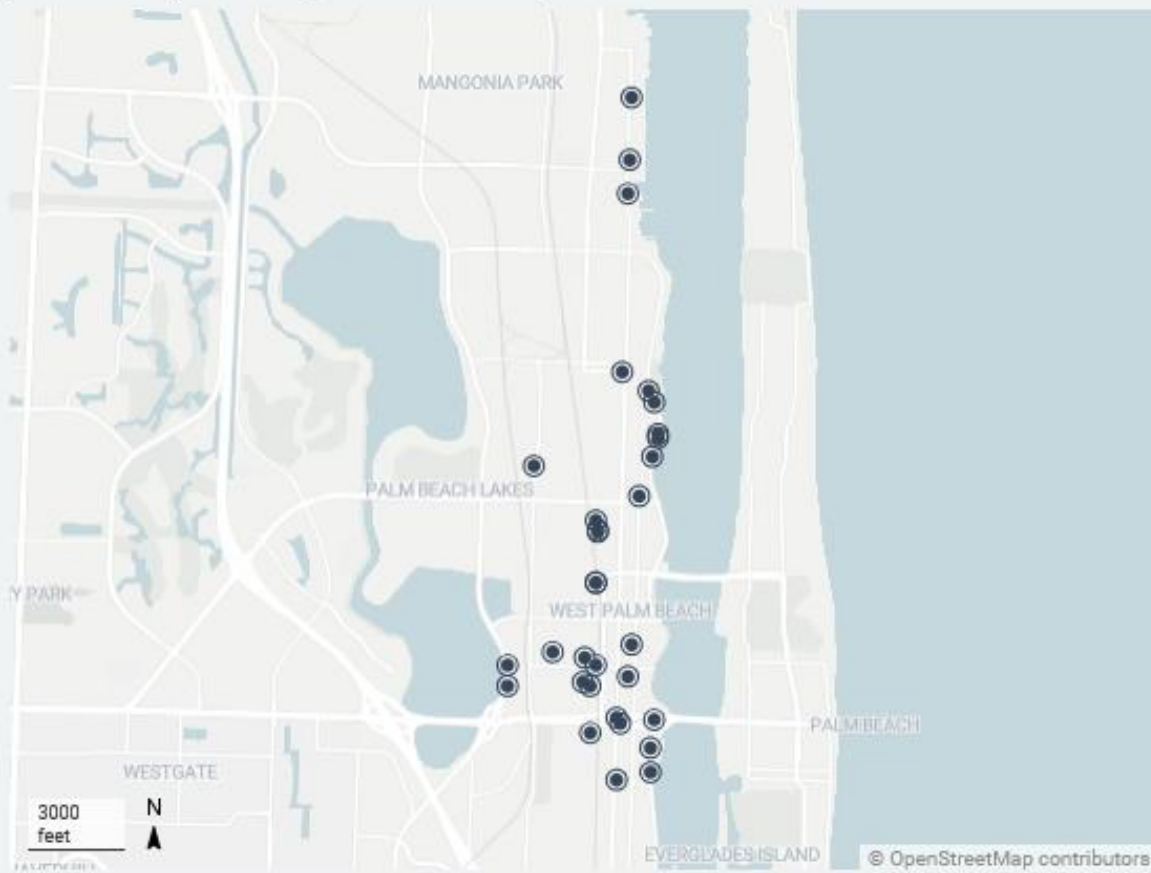 MANGONIA PARK
PALM BEACH LAKES
Y PARK
WEST PALM BEACH
PALM BEACH
WESTGATE
3000
feet
N
EVERGLADES ISLAND
© OpenStreetMap contributors